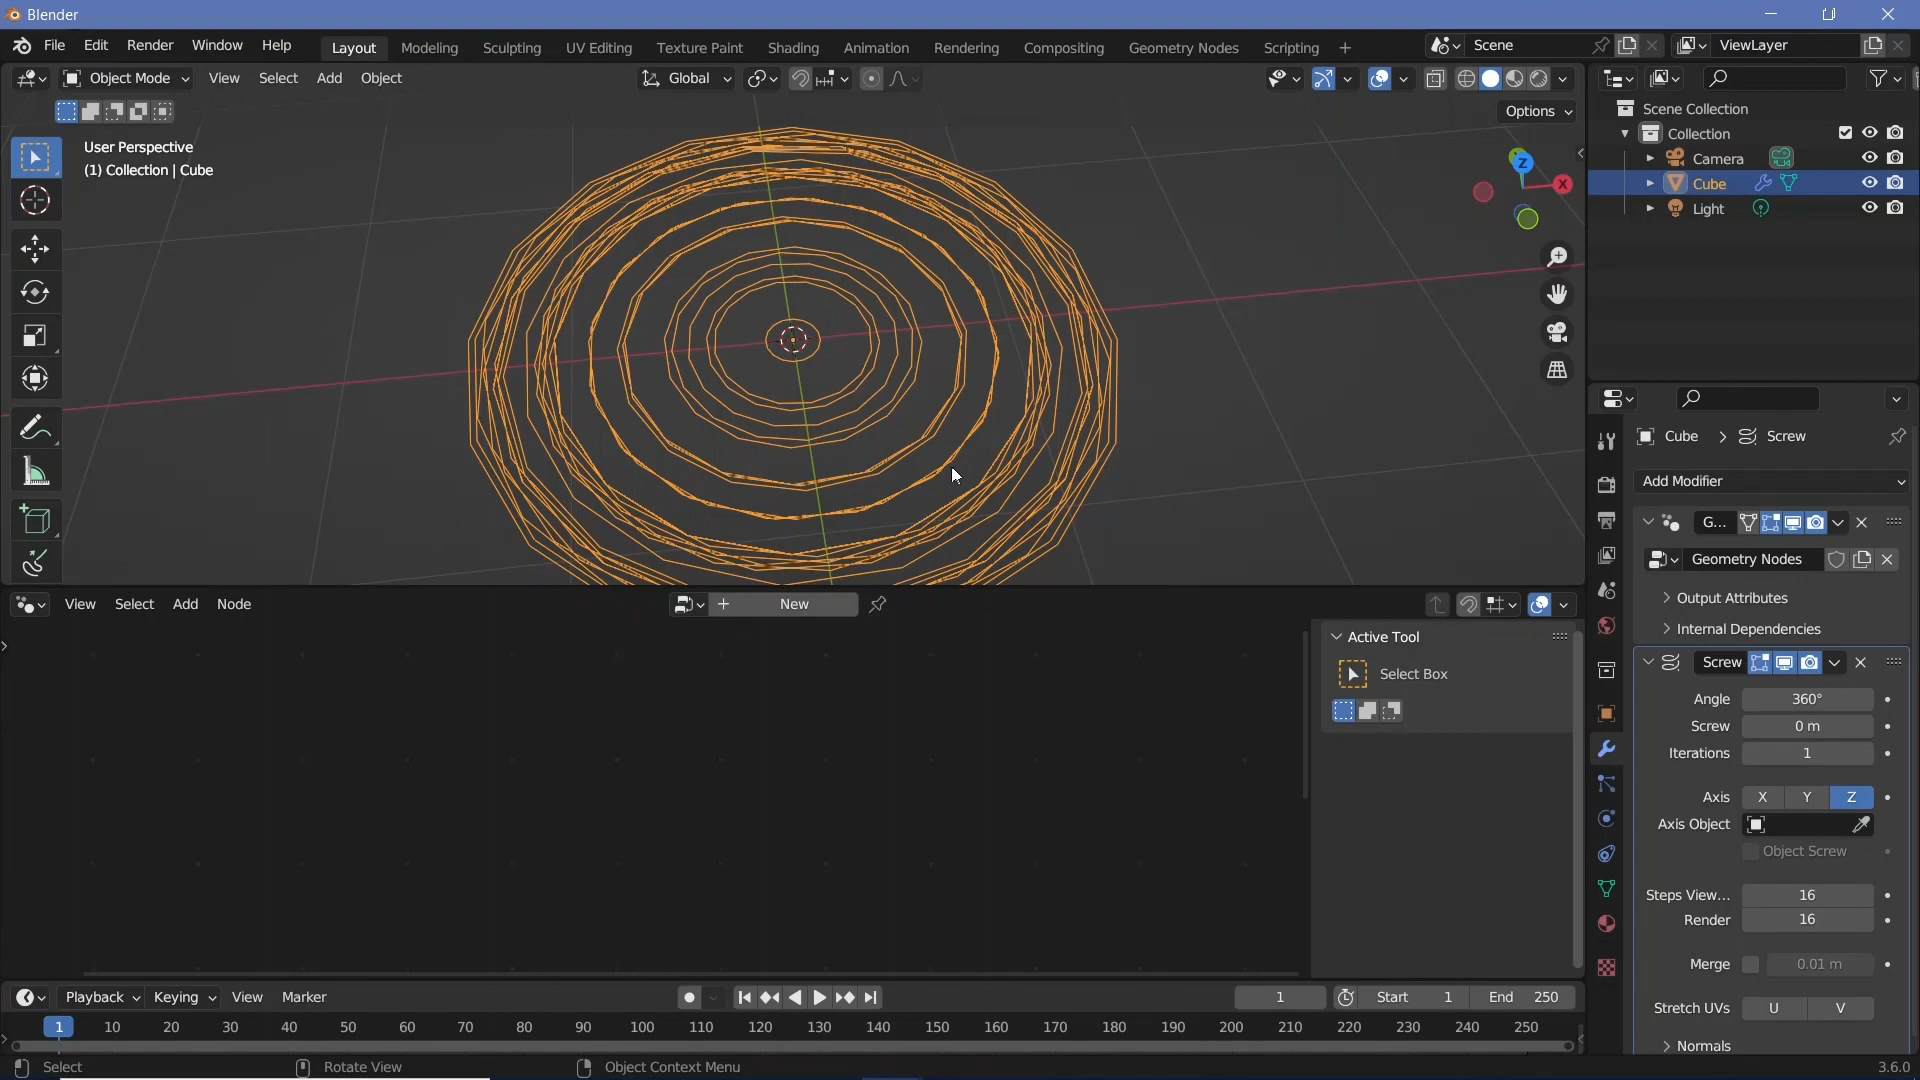 Blender
File Edit Render Window Help
Layout Modeling Sculpting UV Editing Texture Paint Shading Animation Rendering Compositing Geometry Nodes Scripting +
Scene
ViewLayer
Object Mode View Select Add Object
Global
Options
User Perspective
(1) Collection | Cube
Z
X
Scene Collection
Collection
Camera
Cube
Light
Cube > Screw
Add Modifier
G...
Geometry Nodes
Output Attributes
Internal Dependencies
Screw
Angle 360°
Screw 0 m
Iterations 1
Axis X Y Z
Axis Object
Object Screw
Steps View... 16
Render 16
Merge 0.01 m
Stretch UVs U V
Normals
View Select Add Node
+ New
Active Tool
Select Box
Playback Keying View Marker
1
Start 1 End 250
1 10 20 30 40 50 60 70 80 90 100 110 120 130 140 150 160 170 180 190 200 210 220 230 240 250
Select Rotate View Object Context Menu
3.6.0